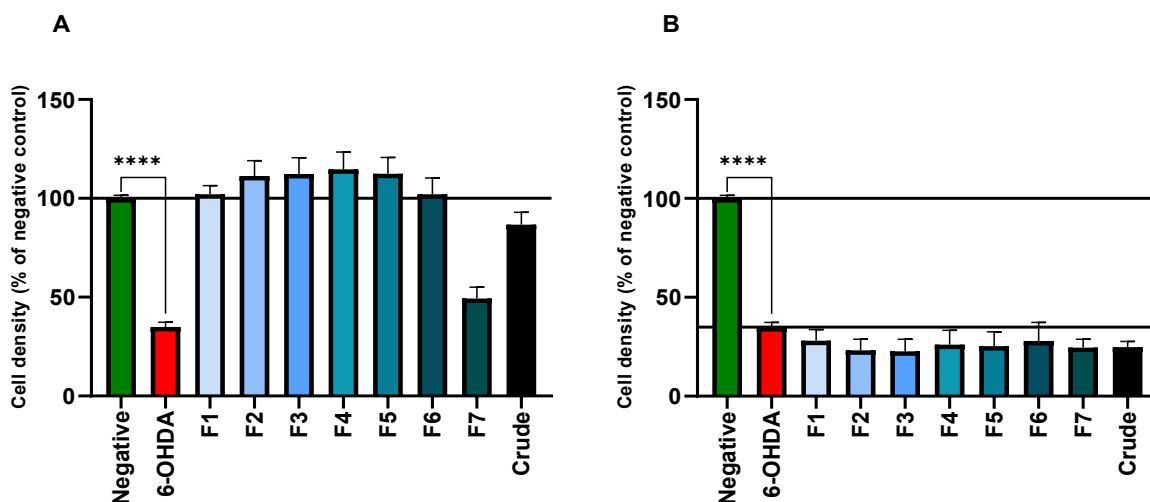 A
Cell density (% of negative control)
150
100
50
0
****
Negative
6-OHDA
F1
F2
F3
F4
F5
F6
F7
Crude
B
Cell density (% of negative control)
150
100
50
0
****
Negative
6-OHDA
F1
F2
F3
F4
F5
F6
F7
Crude